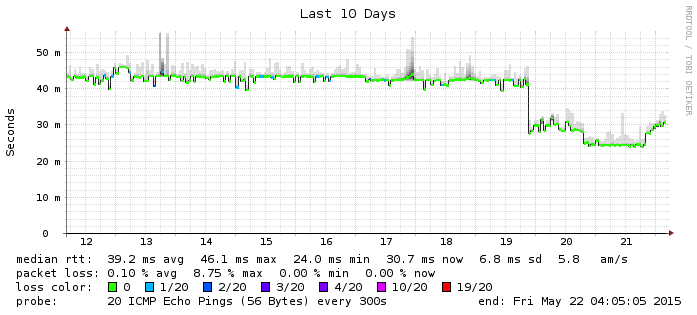 Last 10 Days
RRDTOOL / TOBI OETIKER
Seconds
50 m
40 m
30 m
20 m
10 m
0
12 13 14 15 16 17 18 19 20 21
median rtt: 39.2 ms avg 46.1 ms max 24.0 ms min 30.7 ms now 6.8 ms sd 5.8 am/s
packet loss: 0.10 % avg 8.75 % max 0.00 % min 0.00 % now
loss color: 0 1/20 2/20 3/20 4/20 10/20 19/20
probe: 20 ICMP Echo Pings (56 Bytes) every 300s end: Fri May 22 04:05:05 2015